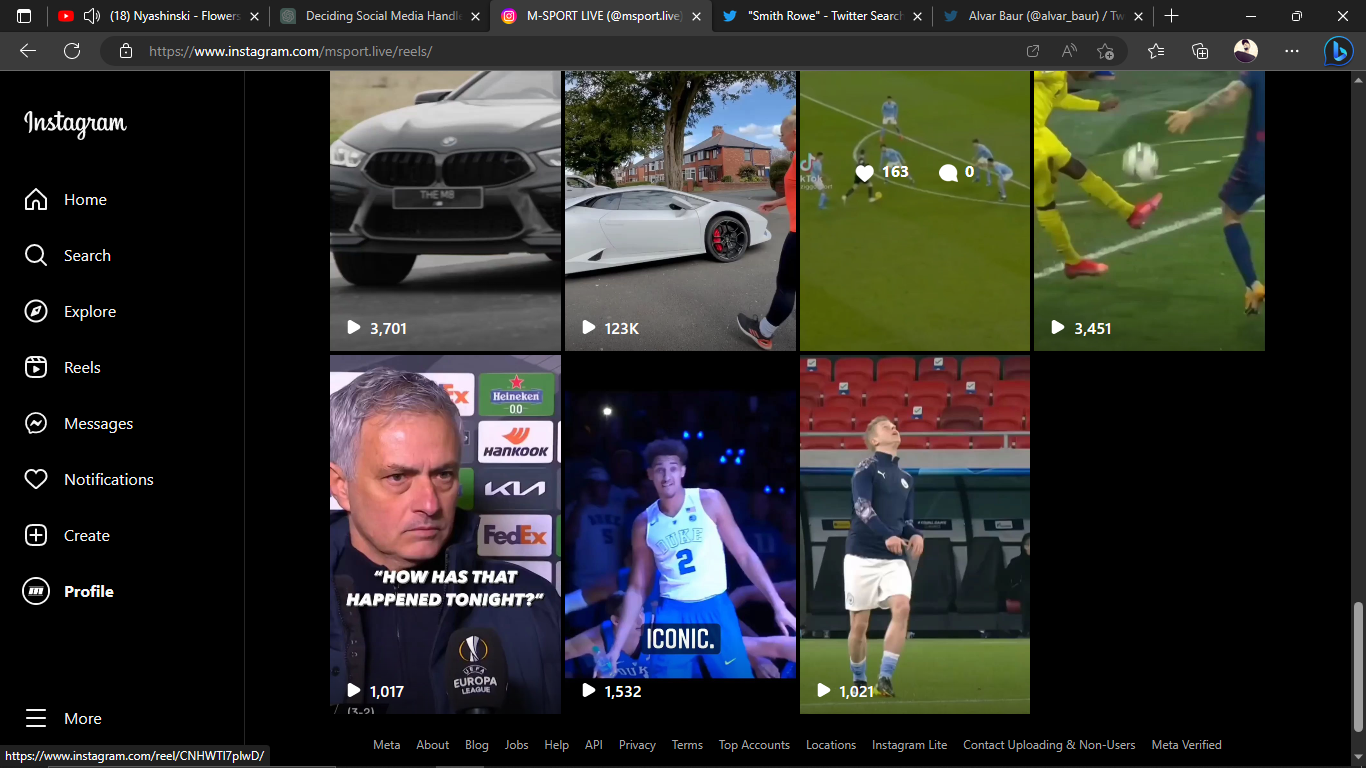 (18) Nyashinski - Flowers
Deciding Social Media Handle
M-SPORT LIVE (@msport.live)
"Smith Rowe" - Twitter Search
Alvar Baur (@alvar_baur) / Tw
https://www.instagram.com/msport.live/reels/
Instagram
Home
Search
Explore
Reels
Messages
Notifications
Create
Profile
More
THE M8
3,701
123K
163
0
3,451
Heineken
00
HANKOOK
KIA
FedEx
"HOW HAS THAT
HAPPENED TONIGHT?"
UEFA
EUROPA
LEAGUE
1,017
(3-2)
DUKE
2
ICONIC.
1,532
1,021
Meta
About
Blog
Jobs
Help
API
Privacy
Terms
Top Accounts
Locations
Instagram Lite
Contact Uploading & Non-Users
Meta Verified
https://www.instagram.com/reel/CNHWTl7plwD/